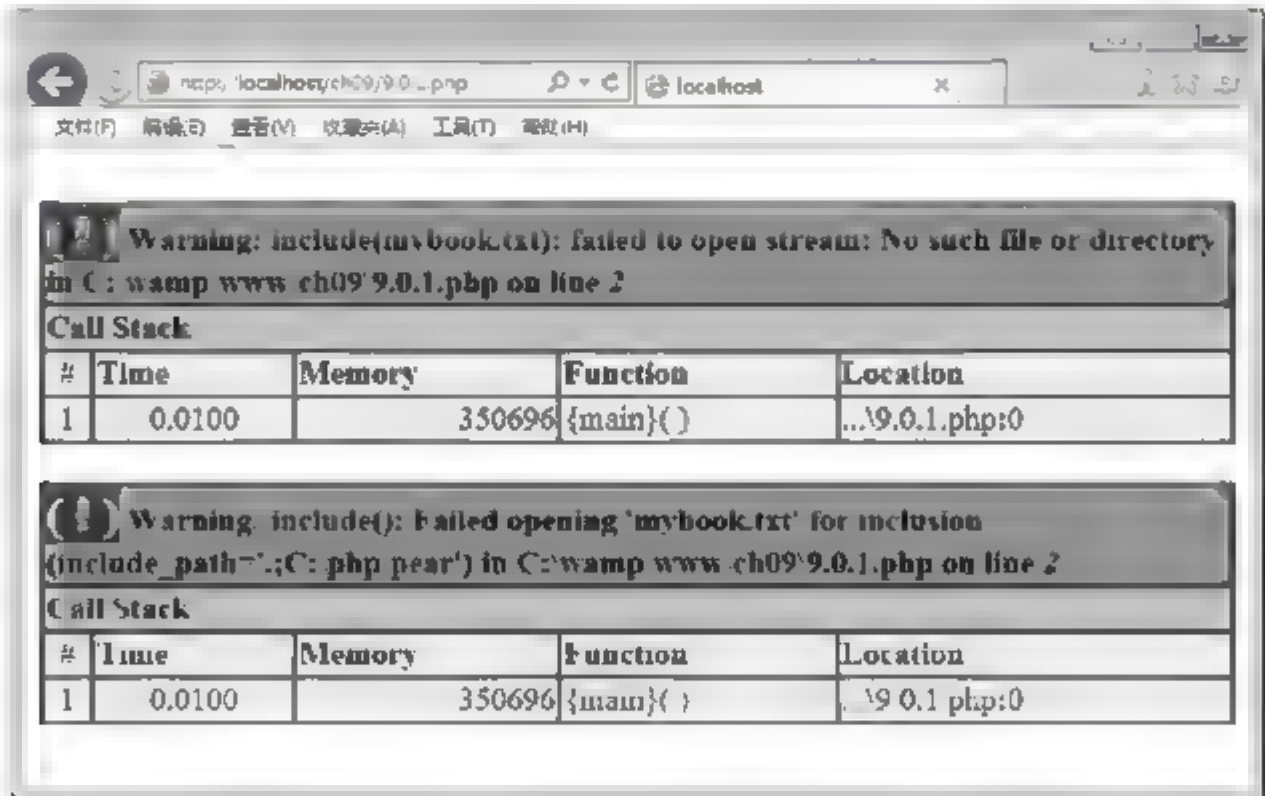 localhost
文件(F) 编辑(E) 查看(V) 收藏夹(A) 工具(T) 帮助(H)
( ! ) Warning: include(mybook.txt): failed to open stream: No such file or directory
in C:\wamp\www\ch09\9.0.1.php on line 2
Call Stack
# Time Memory Function Location
1 0.0100 350696 {main}( ) ...\9.0.1.php:0
( ! ) Warning: include(): Failed opening 'mybook.txt' for inclusion
(include_path='.;C:\php\pear') in C:\wamp\www\ch09\9.0.1.php on line 2
Call Stack
# Time Memory Function Location
1 0.0100 350696 {main}( ) ...\9.0.1.php:0